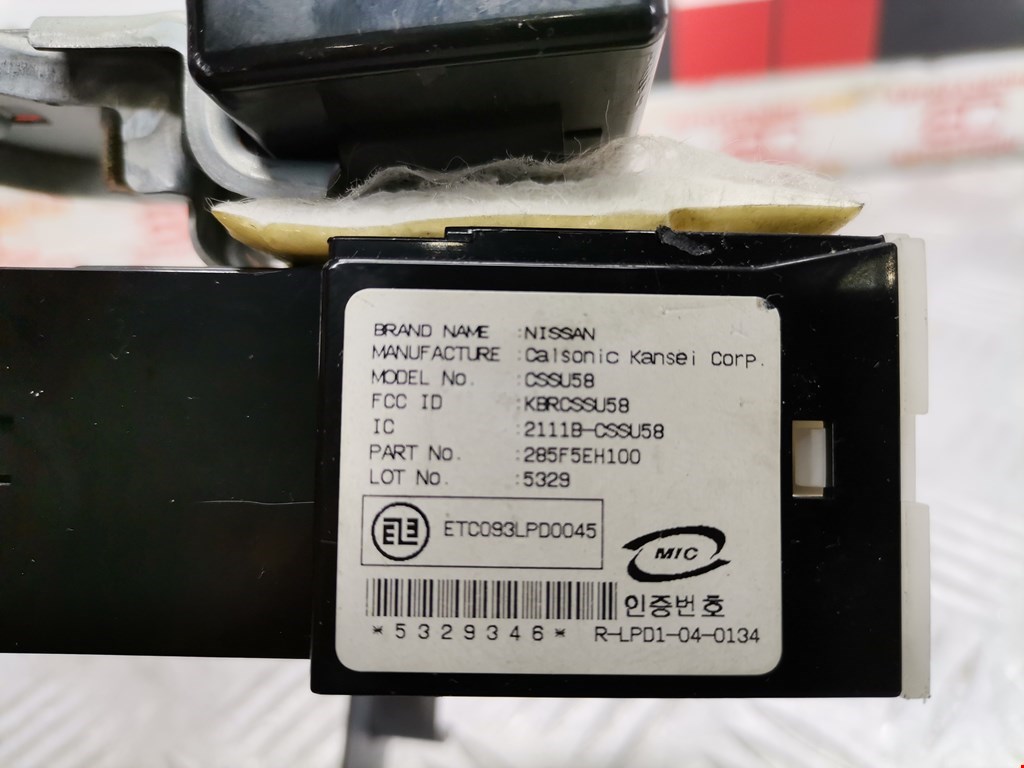 BRAND NAME :NISSAN
MANUFACTURE :Calsonic Kansei Corp.
MODEL No. :CSSU58
FCC ID :KBRCSSU58
IC :2111B-CSSU58
PART No. :285F5EH100
LOT No. :5329
ETC093LPD0045
MIC
인증번호
*5329346*
R-LPD1-04-0134